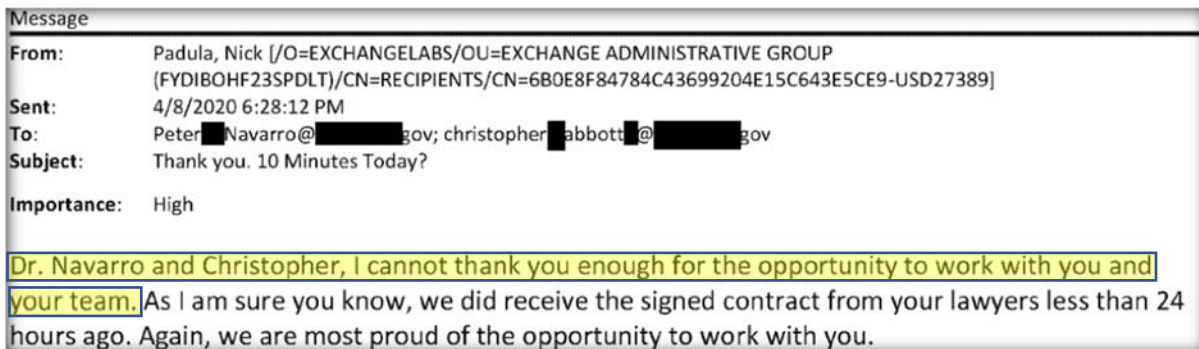 Message
From: Padula, Nick [/O=EXCHANGELABS/OU=EXCHANGE ADMINISTRATIVE GROUP
(FYDIBOHF23SPDLT)/CN=RECIPIENTS/CN=6B0E8F84784C43699204E15C643E5CE9-USD27389]
Sent: 4/8/2020 6:28:12 PM
To: Peter Navarro@ gov; christopher abbott @ gov
Subject: Thank you. 10 Minutes Today?
Importance: High
Dr. Navarro and Christopher, I cannot thank you enough for the opportunity to work with you and
your team. As I am sure you know, we did receive the signed contract from your lawyers less than 24
hours ago. Again, we are most proud of the opportunity to work with you.